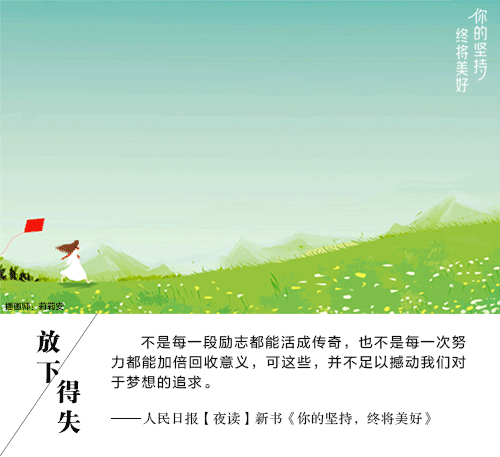 你的坚持
终将美好
插画师：莉莉安
放下
得失
不是每一段励志都能活成传奇，也不是每一次努
力都能加倍回收意义，可这些，并不足以撼动我们对
于梦想的追求。
——人民日报【夜读】新书《你的坚持，终将美好》